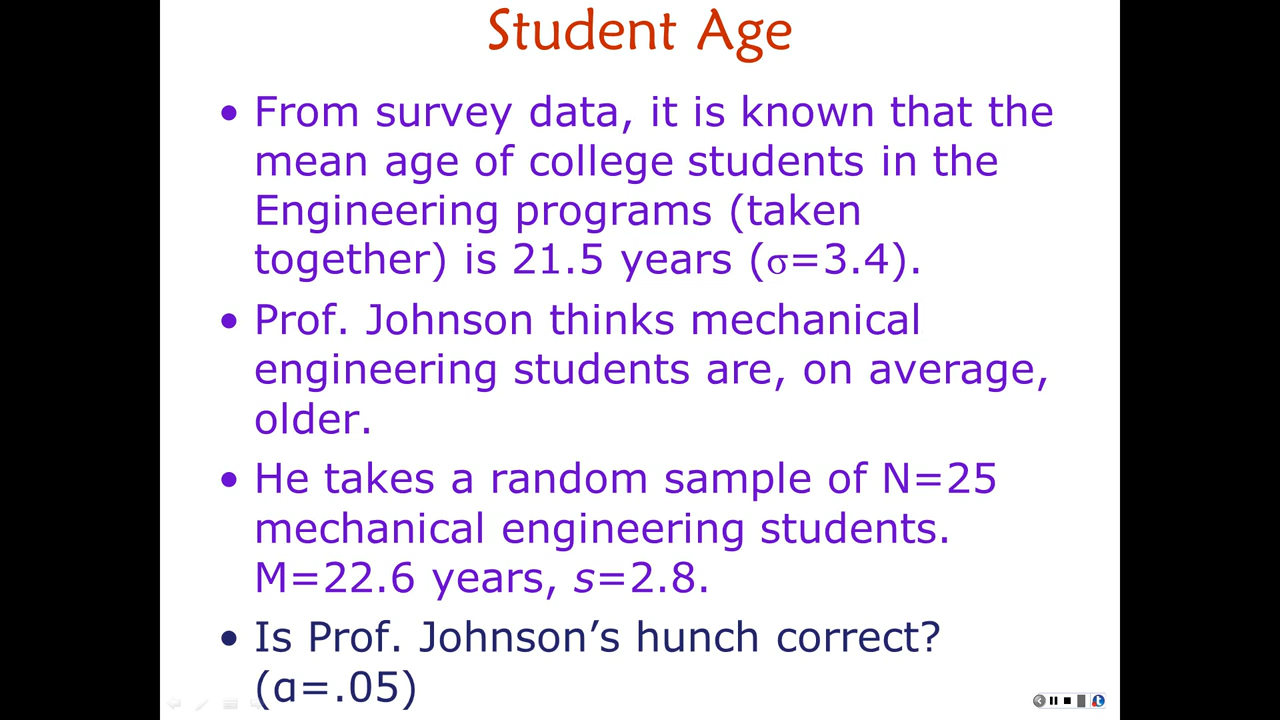 Student Age
• From survey data, it is known that the
mean age of college students in the
Engineering programs (taken
together) is 21.5 years (σ=3.4).
• Prof. Johnson thinks mechanical
engineering students are, on average,
older.
• He takes a random sample of N=25
mechanical engineering students.
M=22.6 years, s=2.8.
• Is Prof. Johnson’s hunch correct?
(α=.05)